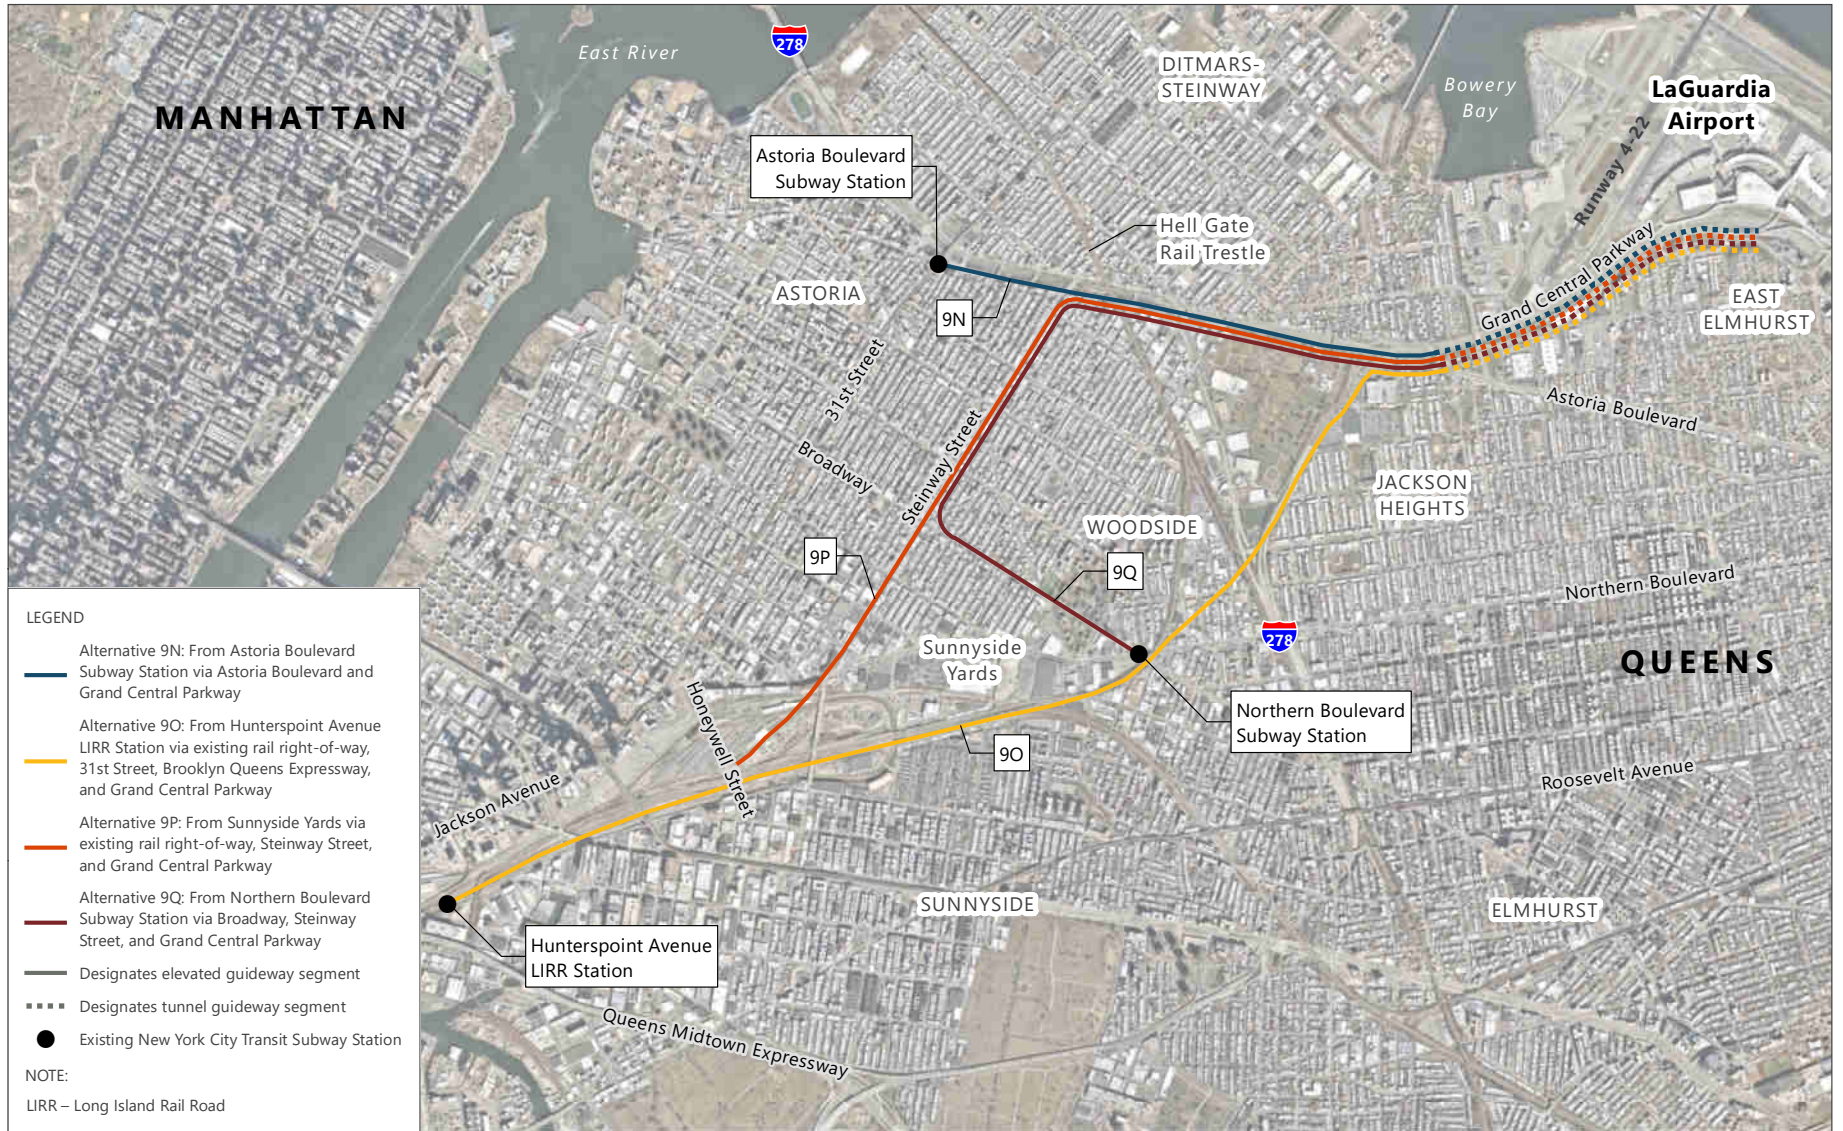 East River
278
MANHATTAN
DITMARS-
STEINWAY
Bowery
Bay
LaGuardia
Airport
Runway 4-22
Astoria Boulevard
Subway Station
Hell Gate
Rail Trestle
Grand Central Parkway
ASTORIA
9N
EAST
ELMHURST
31st Street
Astoria Boulevard
Broadway
Steinway Street
JACKSON
HEIGHTS
WOODSIDE
9P
9Q
Northern Boulevard
278
Sunnyside
Yards
QUEENS
Honeywell Street
Northern Boulevard
Subway Station
9O
Roosevelt Avenue
Jackson Avenue
SUNNYSIDE
ELMHURST
Hunterspoint Avenue
LIRR Station
Queens Midtown Expressway
LEGEND
Alternative 9N: From Astoria Boulevard
Subway Station via Astoria Boulevard and
Grand Central Parkway
Alternative 9O: From Hunterspoint Avenue
LIRR Station via existing rail right-of-way,
31st Street, Brooklyn Queens Expressway,
and Grand Central Parkway
Alternative 9P: From Sunnyside Yards via
existing rail right-of-way, Steinway Street,
and Grand Central Parkway
Alternative 9Q: From Northern Boulevard
Subway Station via Broadway, Steinway
Street, and Grand Central Parkway
Designates elevated guideway segment
Designates tunnel guideway segment
Existing New York City Transit Subway Station
NOTE:
LIRR – Long Island Rail Road